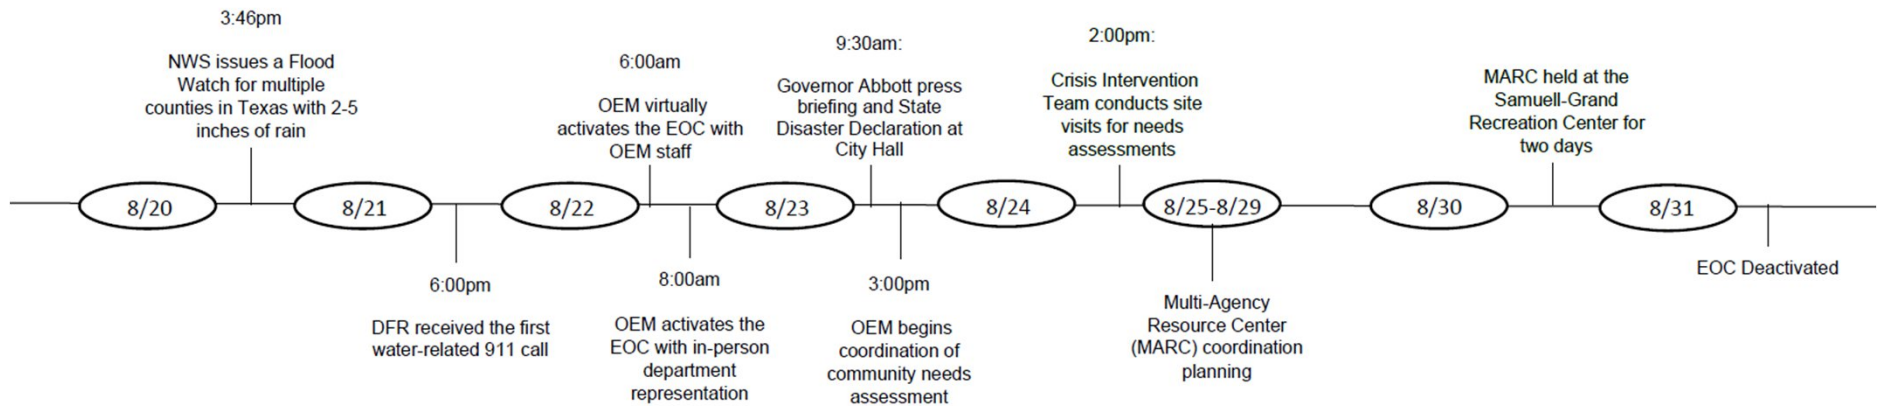 3:46pm
NWS issues a Flood
Watch for multiple
counties in Texas with 2-5
inches of rain
6:00am
OEM virtually
activates the EOC with
OEM staff
9:30am:
Governor Abbott press
briefing and State
Disaster Declaration at
City Hall
2:00pm:
Crisis Intervention
Team conducts site
visits for needs
assessments
MARC held at the
Samuell-Grand
Recreation Center for
two days
8/20
8/21
8/22
8/23
8/24
8/25-8/29
8/30
8/31
6:00pm
DFR received the first
water-related 911 call
8:00am
OEM activates the
EOC with in-person
department
representation
3:00pm
OEM begins
coordination of
community needs
assessment
Multi-Agency
Resource Center
(MARC) coordination
planning
EOC Deactivated